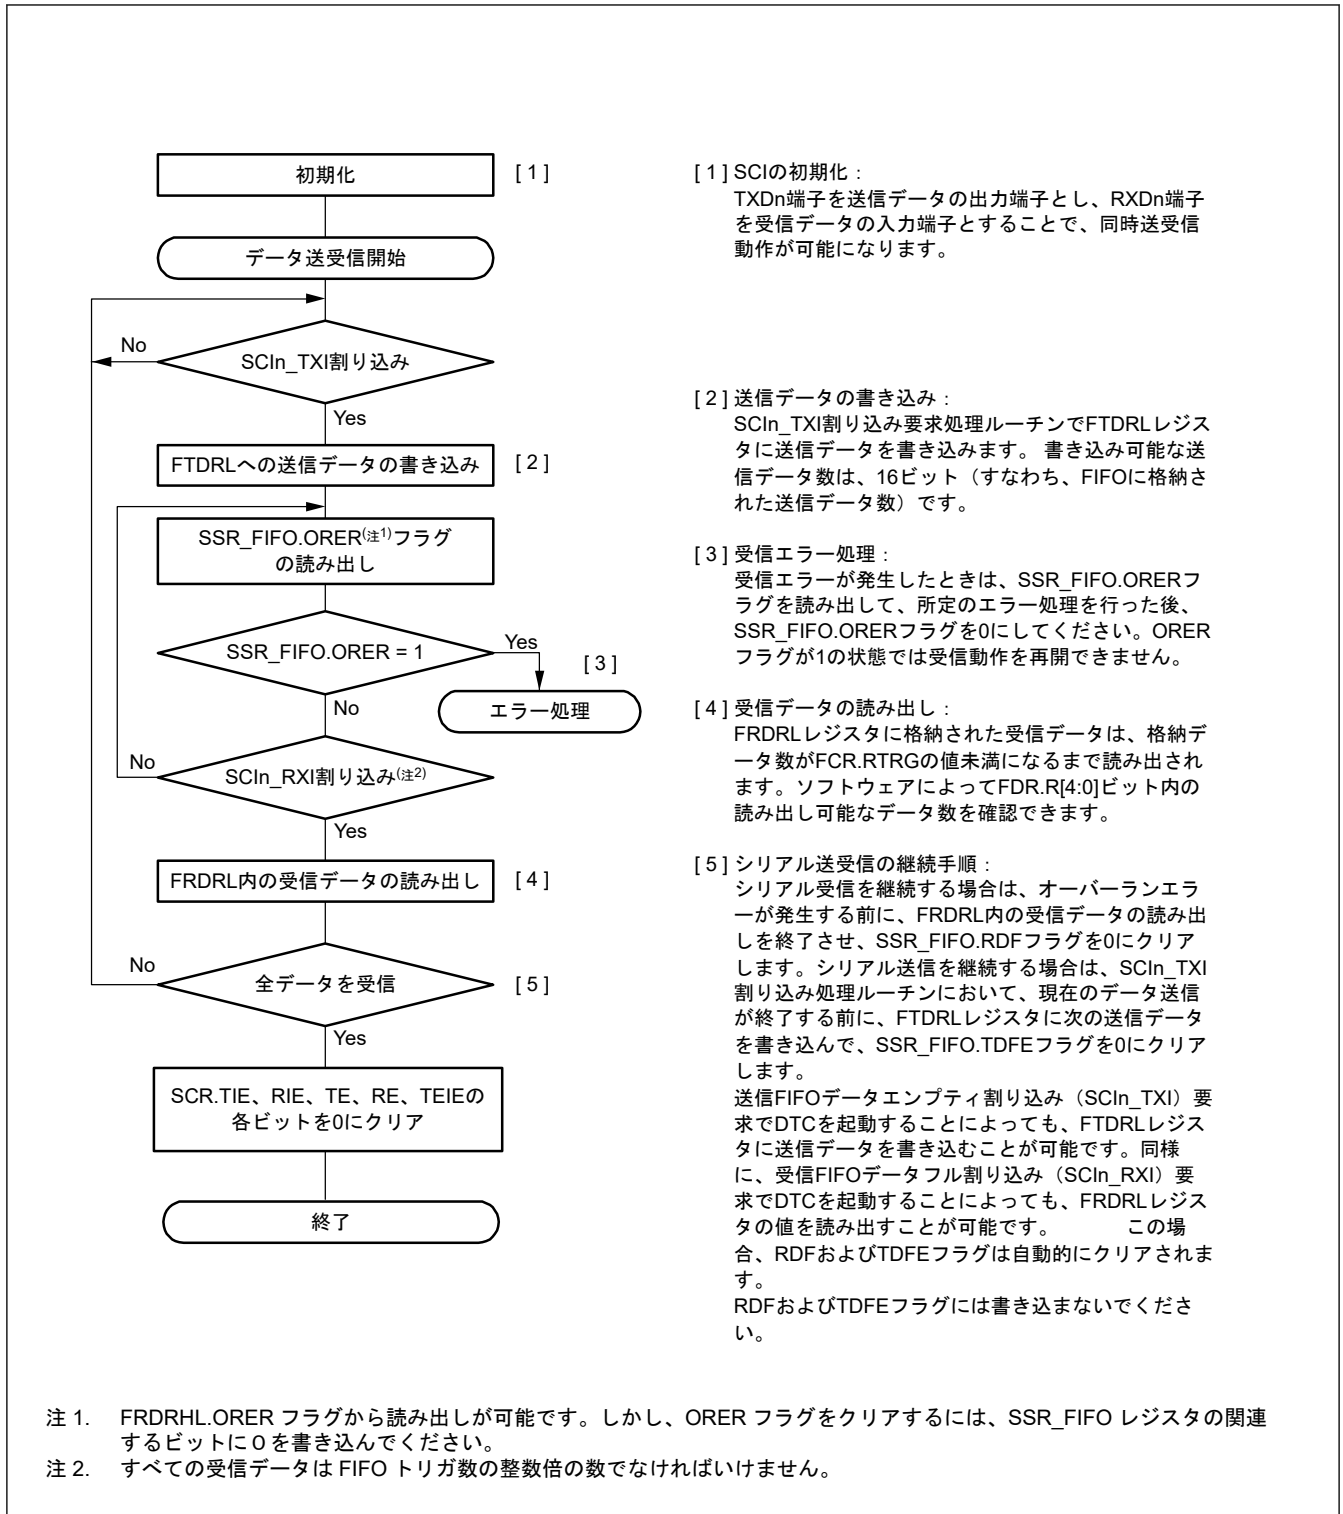 初期化
[ 1 ]
データ送受信開始
No
SCIn_TXI割り込み
Yes
FTDRLへの送信データの書き込み
[ 2 ]
SSR_FIFO.ORER(注1)フラグ
の読み出し
SSR_FIFO.ORER = 1
Yes
[ 3 ]
エラー処理
No
No
SCIn_RXI割り込み(注2)
Yes
FRDRL内の受信データの読み出し
[ 4 ]
No
全データを受信
[ 5 ]
Yes
SCR.TIE、RIE、TE、RE、TEIEの
各ビットを0にクリア
終了
[ 1 ] SCIの初期化：
TXDn端子を送信データの出力端子とし、RXDn端子
を受信データの入力端子とすることで、同時送受信
動作が可能になります。
[ 2 ] 送信データの書き込み：
SCIn_TXI割り込み要求処理ルーチンでFTDRLレジス
タに送信データを書き込みます。 書き込み可能な送
信データ数は、16ビット（すなわち、FIFOに格納さ
れた送信データ数）です。
[ 3 ] 受信エラー処理：
受信エラーが発生したときは、SSR_FIFO.ORERフ
ラグを読み出して、所定のエラー処理を行った後、
SSR_FIFO.ORERフラグを0にしてください。ORER
フラグが1の状態では受信動作を再開できません。
[ 4 ] 受信データの読み出し：
FRDRLレジスタに格納された受信データは、格納デ
ータ数がFCR.RTRGの値未満になるまで読み出され
ます。ソフトウェアによってFDR.R[4:0]ビット内の
読み出し可能なデータ数を確認できます。
[ 5 ] シリアル送受信の継続手順：
シリアル受信を継続する場合は、オーバーランエラ
ーが発生する前に、FRDRL内の受信データの読み出
しを終了させ、SSR_FIFO.RDFフラグを0にクリア
します。シリアル送信を継続する場合は、SCIn_TXI
割り込み処理ルーチンにおいて、現在のデータ送信
が終了する前に、FTDRLレジスタに次の送信データ
を書き込んで、SSR_FIFO.TDFEフラグを0にクリア
します。
送信FIFOデータエンプティ割り込み（SCIn_TXI）要
求でDTCを起動することによっても、FTDRLレジス
タに送信データを書き込むことが可能です。同様
に、受信FIFOデータフル割り込み（SCIn_RXI）要
求でDTCを起動することによっても、FRDRLレジス
タの値を読み出すことが可能です。 この場
合、RDFおよびTDFEフラグは自動的にクリアされま
す。
RDFおよびTDFEフラグには書き込まないでくださ
い。
注 1. FRDRHL.ORER フラグから読み出しが可能です。しかし、ORER フラグをクリアするには、SSR_FIFO レジスタの関連
するビットに 0 を書き込んでください。
注 2. すべての受信データは FIFO トリガ数の整数倍の数でなければいけません。